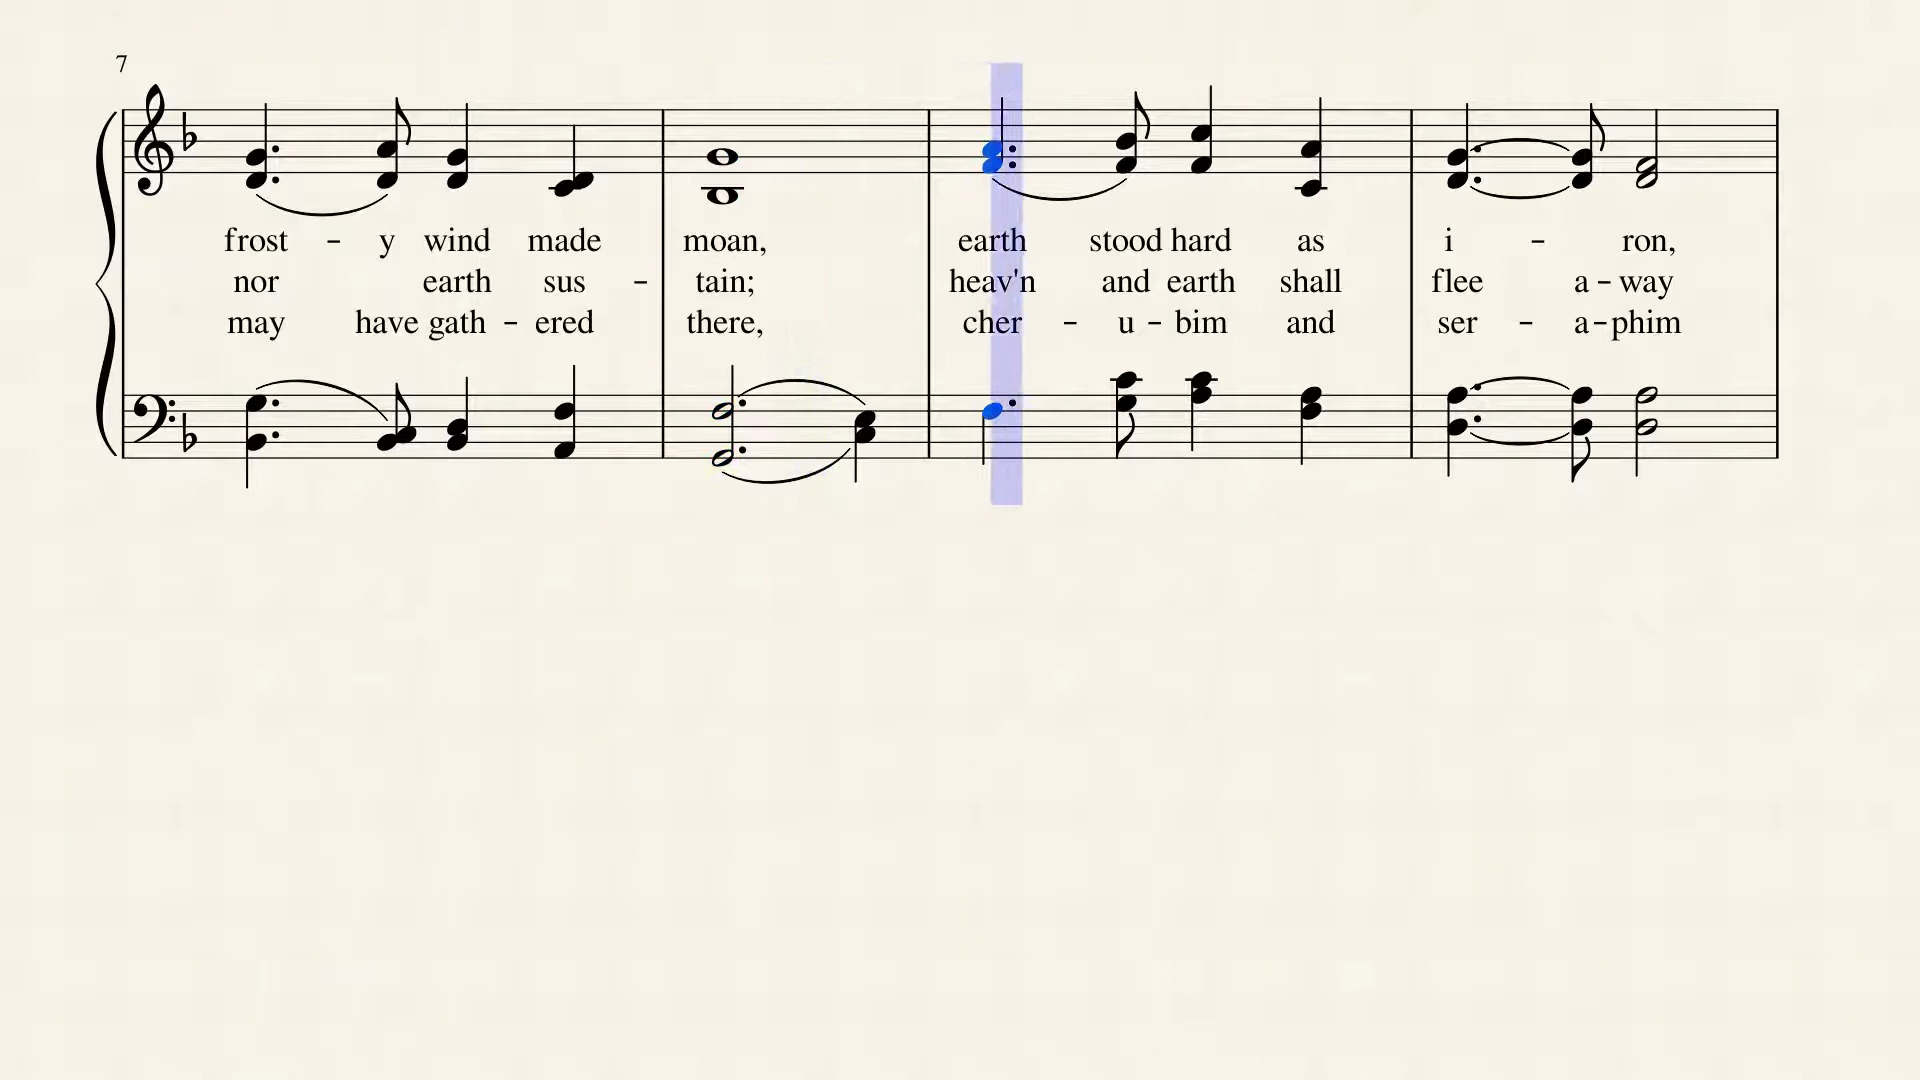 7
frost - y wind made moan, earth stood hard as i - ron,
nor earth sus - tain; heav'n and earth shall flee a - way
may have gath - ered there, cher - u - bim and ser - a - phim